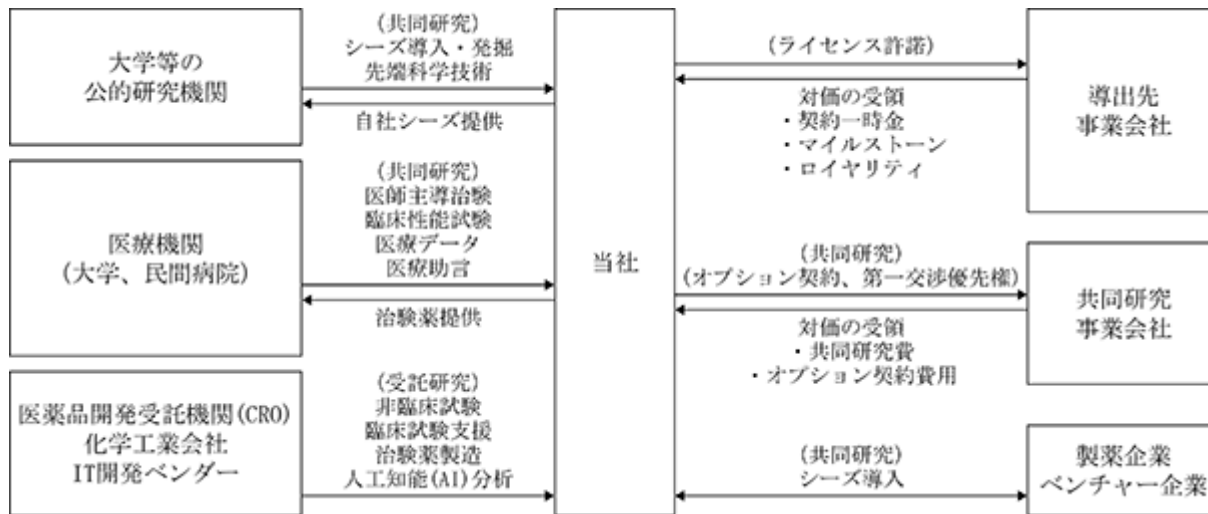 大学等の
公的研究機関
(共同研究)
シーズ導入・発掘
先端科学技術
自社シーズ提供
医療機関
(大学、民間病院)
(共同研究)
医師主導治験
臨床性能試験
医療データ
医療助言
治験薬提供
医薬品開発受託機関(CRO)
化学工業会社
IT開発ベンダー
(受託研究)
非臨床試験
臨床試験支援
治験薬製造
人工知能(AI)分析
当社
(ライセンス許諾)
対価の受領
・契約一時金
・マイルストーン
・ロイヤリティ
導出先
事業会社
(共同研究)
(オプション契約、第一交渉優先権)
対価の受領
・共同研究費
・オプション契約費用
共同研究
事業会社
(共同研究)
シーズ導入
製薬企業
ベンチャー企業